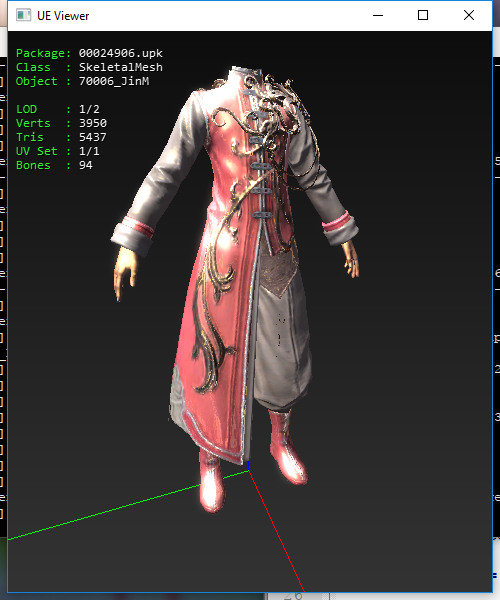 UE Viewer
Package: 00024906.upk
Class : SkeletalMesh
Object : 70006_JinM
LOD : 1/2
Verts : 3950
Tris : 5437
UV Set : 1/1
Bones : 94